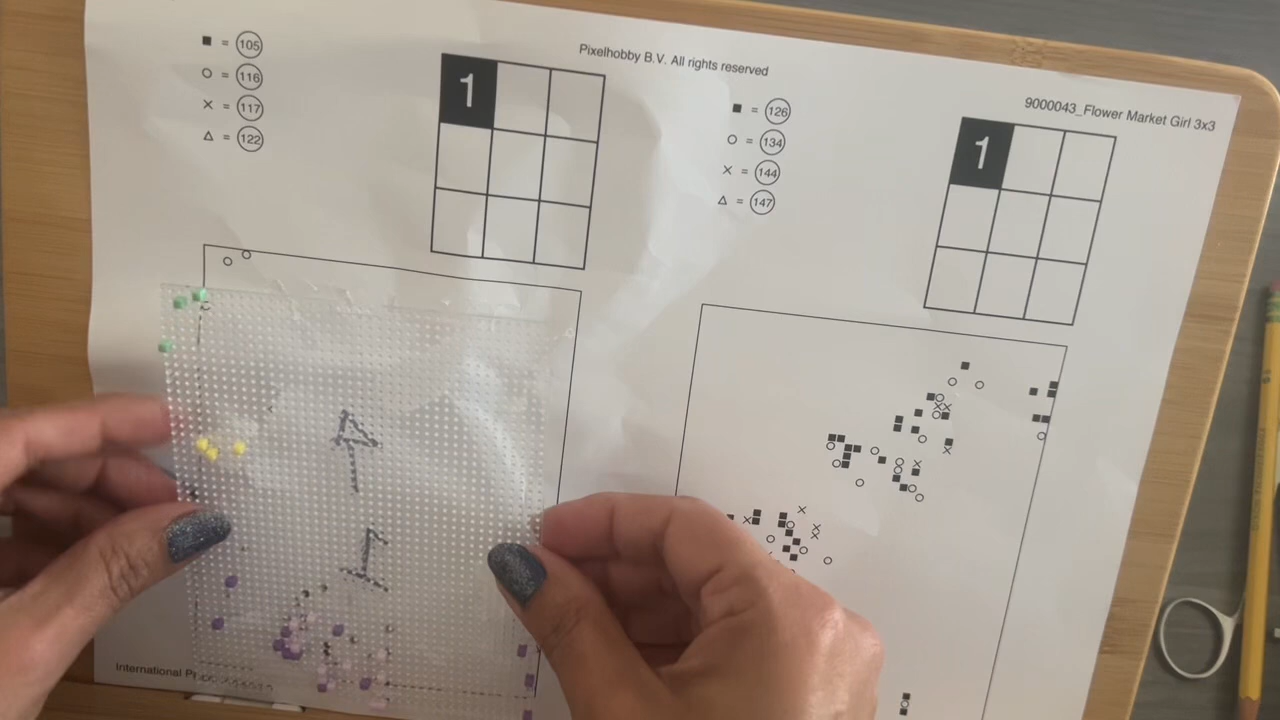 Pixelhobby B.V. All rights reserved
9000043_Flower Market Girl 3x3
■ = 105
○ = 116
× = 117
△ = 122
1
■ = 126
○ = 134
× = 144
△ = 147
1
1
International